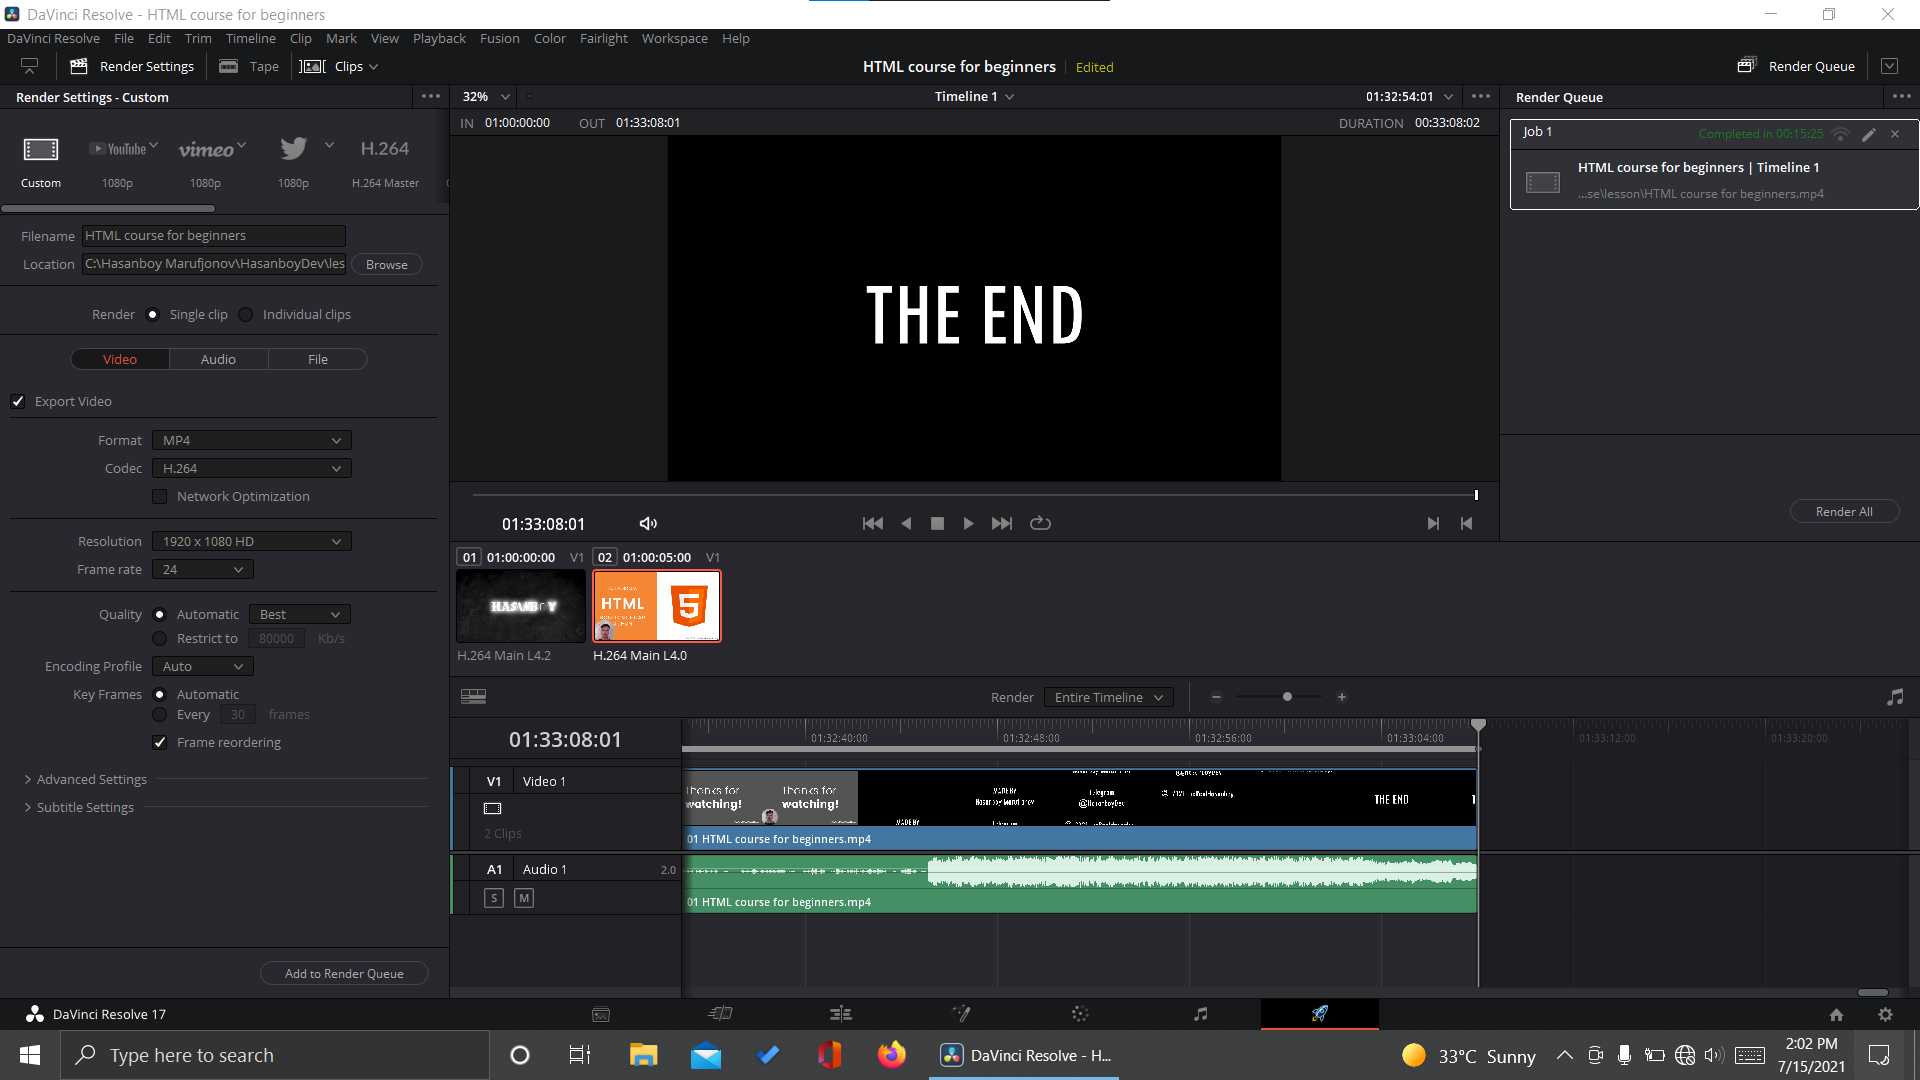 DaVinci Resolve - HTML course for beginners
DaVinci Resolve File Edit Trim Timeline Clip Mark View Playback Fusion Color Fairlight Workspace Help
Render Settings Tape Clips HTML course for beginners Edited Render Queue
Render Settings - Custom 32% Timeline 1 01:32:54:01 Render Queue
IN 01:00:00:00 OUT 01:33:08:01 DURATION 00:33:08:02
Job 1 Completed in 00:15:25
HTML course for beginners | Timeline 1
...se\lesson\HTML course for beginners.mp4
YouTube vimeo H.264
Custom 1080p 1080p 1080p H.264 Master
Filename HTML course for beginners
Location C:\Hasanboy Marufjonov\HasanboyDev\les Browse
Render Single clip Individual clips
Video Audio File
Export Video
Format MP4
Codec H.264
Network Optimization
Resolution 1920 x 1080 HD
Frame rate 24
Quality Automatic Best
Restrict to 80000 Kb/s
Encoding Profile Auto
Key Frames Automatic
Every 30 frames
Frame reordering
Advanced Settings
Subtitle Settings
Add to Render Queue
THE END
01:33:08:01
Render All
01 01:00:00:00 V1 02 01:00:05:00 V1
HTML
5
H.264 Main L4.2 H.264 Main L4.0
Render Entire Timeline
01:33:08:01 01:32:40:00 01:32:48:00 01:32:56:00 01:33:04:00 01:33:12:00 01:33:20:00
V1 Video 1
2 Clips
Thanks for watching! Thanks for watching!
MADE BY
Telegram
@HasanboyDev
THE END
01 HTML course for beginners.mp4
A1 Audio 1 2.0
S M
01 HTML course for beginners.mp4
DaVinci Resolve 17
Type here to search
DaVinci Resolve - H...
33°C Sunny
2:02 PM
7/15/2021